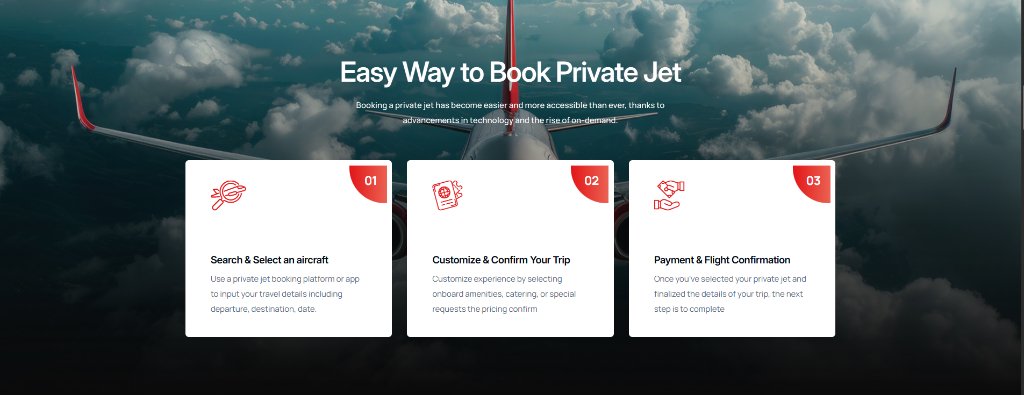 Easy Way to Book Private Jet
Booking a private jet has become easier and more accessible than ever, thanks to
advancements in technology and the rise of on-demand.
01
Search & Select an aircraft
Use a private jet booking platform or app
to input your travel details including
departure, destination, date.
02
Customize & Confirm Your Trip
Customize experience by selecting
onboard amenities, catering, or special
requests the pricing confirm
03
Payment & Flight Confirmation
Once you've selected your private jet and
finalized the details of your trip, the next
step is to complete